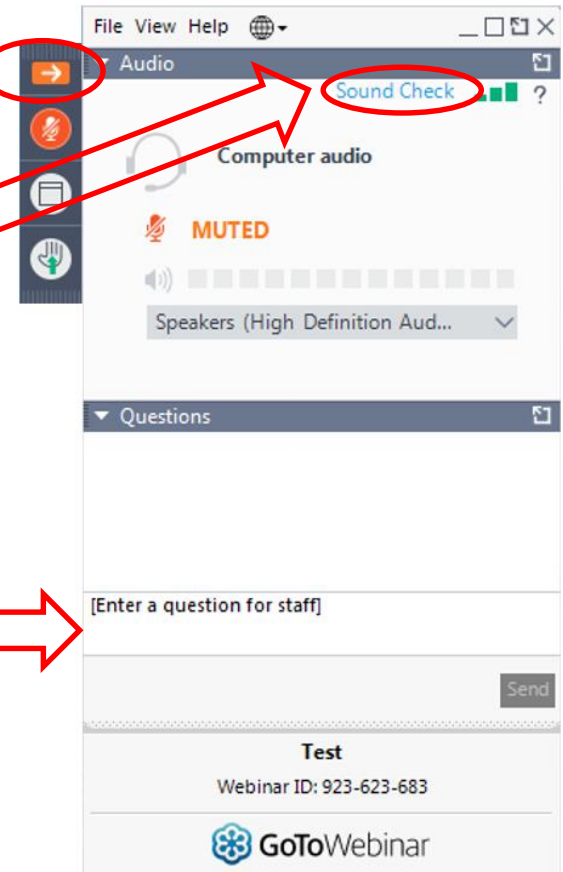 File View Help
Audio
Sound Check ?
Computer audio
MUTED
Speakers (High Definition Aud...
Questions
[Enter a question for staff]
Send
Test
Webinar ID: 923-623-683
GoToWebinar